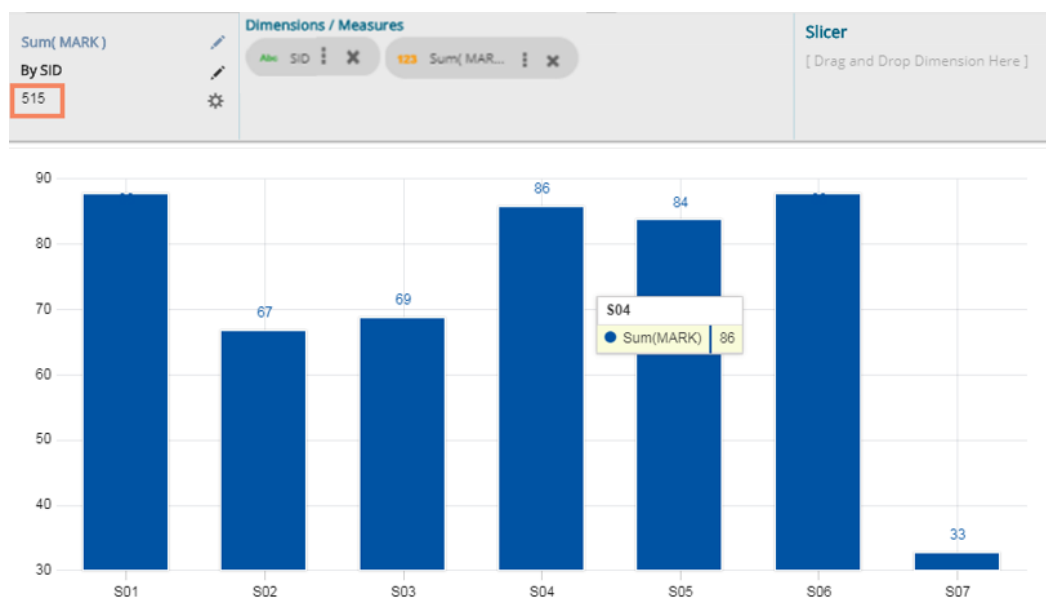 Sum( MARK )
By SID
515
Dimensions / Measures
Abc SID
123 Sum( MAR...
Slicer
[ Drag and Drop Dimension Here ]
90
80
70
60
50
40
30
67
69
86
84
33
S04
Sum(MARK) 86
S01 S02 S03 S04 S05 S06 S07